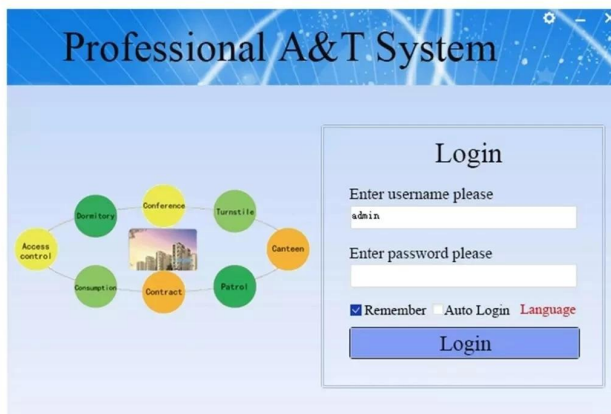 Professional A&T System
Login
Enter username please
admin
Enter password please
Remember
Auto Login
Language
Login
Conference
Dormitory
Turnstile
Access
control
Canteen
Consumption
Contract
Patrol